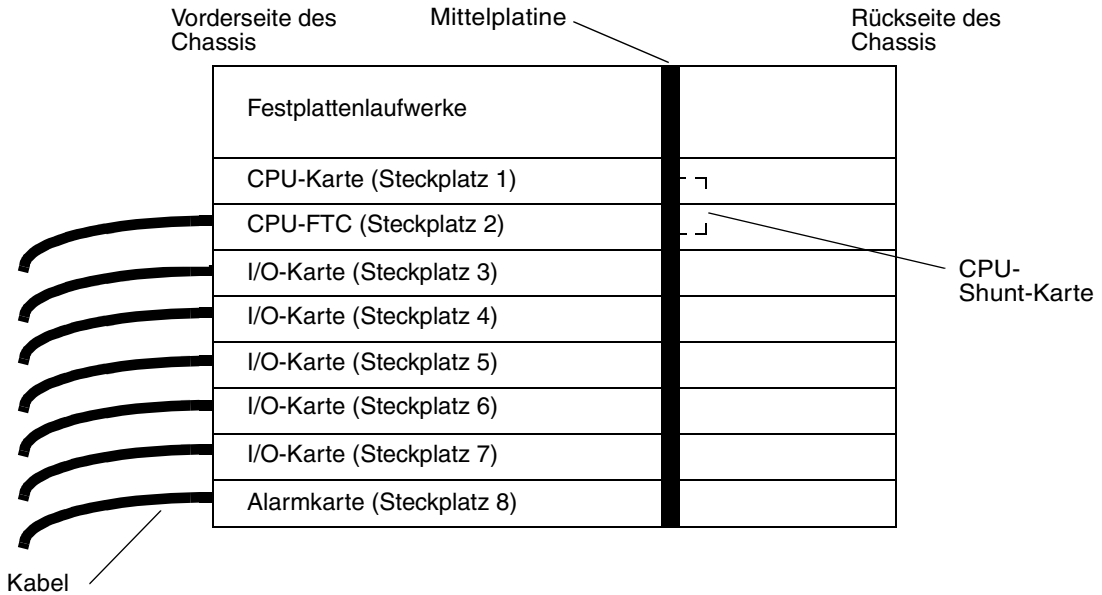 Vorderseite des
Chassis
Mittelplatine
Rückseite des
Chassis
Festplattenlaufwerke
CPU-Karte (Steckplatz 1)
CPU-FTC (Steckplatz 2)
I/O-Karte (Steckplatz 3)
I/O-Karte (Steckplatz 4)
I/O-Karte (Steckplatz 5)
I/O-Karte (Steckplatz 6)
I/O-Karte (Steckplatz 7)
Alarmkarte (Steckplatz 8)
CPU-
Shunt-Karte
Kabel